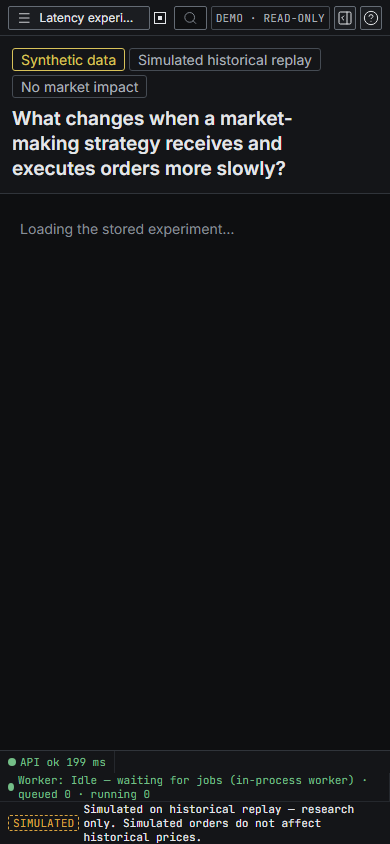 Latency experi...
DEMO · READ-ONLY
Synthetic data
Simulated historical replay
No market impact
What changes when a market-
making strategy receives and
executes orders more slowly?
Loading the stored experiment...
API ok 199 ms
Worker: Idle — waiting for jobs (in-process worker) ·
queued 0 · running 0
SIMULATED
Simulated on historical replay — research
only. Simulated orders do not affect
historical prices.